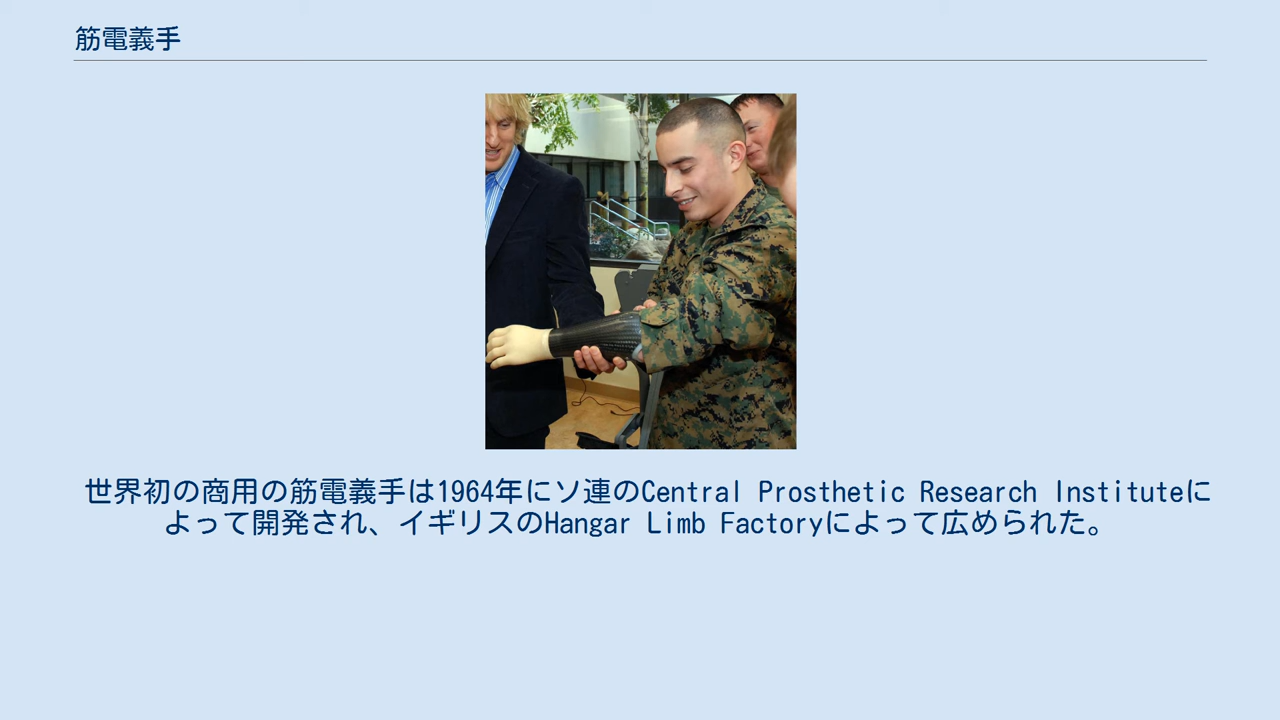 筋電義手
世界初の商用の筋電義手は1964年にソ連のCentral Prosthetic Research Instituteに
よって開発され、イギリスのHangar Limb Factoryによって広められた。